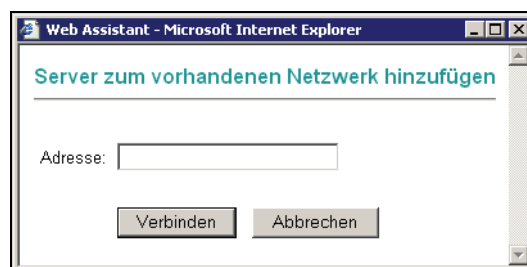 Web Assistant - Microsoft Internet Explorer
Server zum vorhandenen Netzwerk hinzufügen
Adresse:
Verbinden Abbrechen